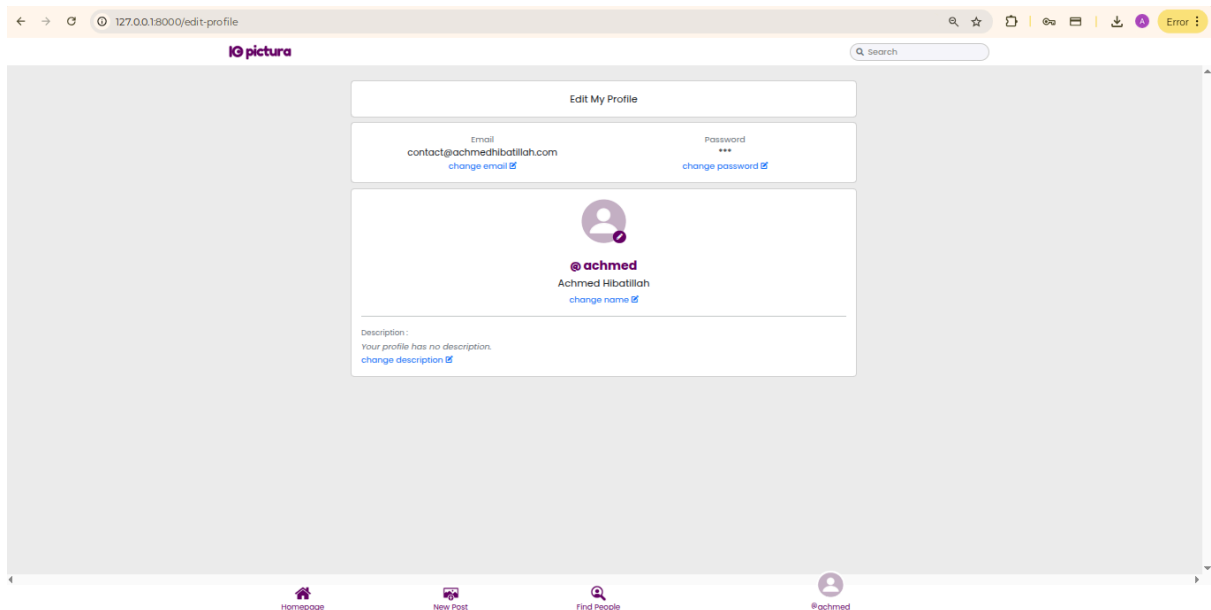 127.0.0.1:8000/edit-profile
Error
pictura
Search
Edit My Profile
Email
contact@achmedhibatillah.com
change email
Password
***
change password
@achmed
Achmed Hibatillah
change name
Description :
Your profile has no description.
change description
Homepage
New Post
Find People
@achmed
A